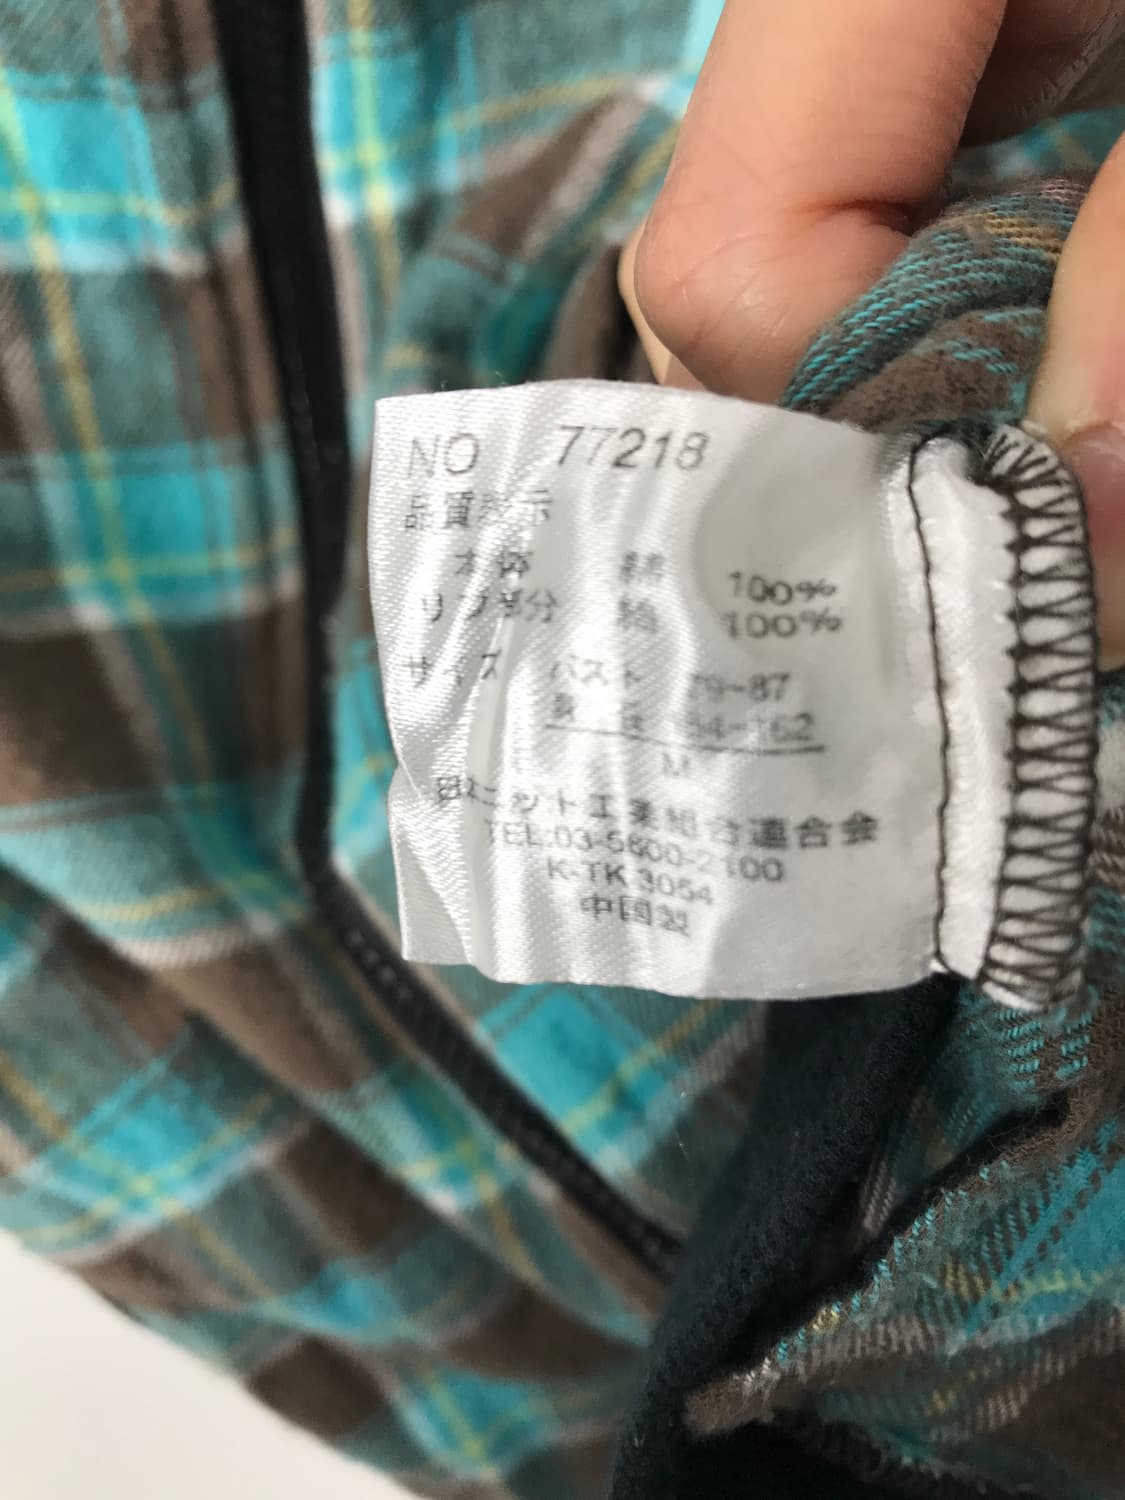 NO 77218
品質表示
本体 綿 100%
リブ部分 綿 100%
サイズ バスト 79-87
身長 154-162
M
日本ニット工業組合連合会
TEL:03-5600-2100
K-TK 3054
中国製